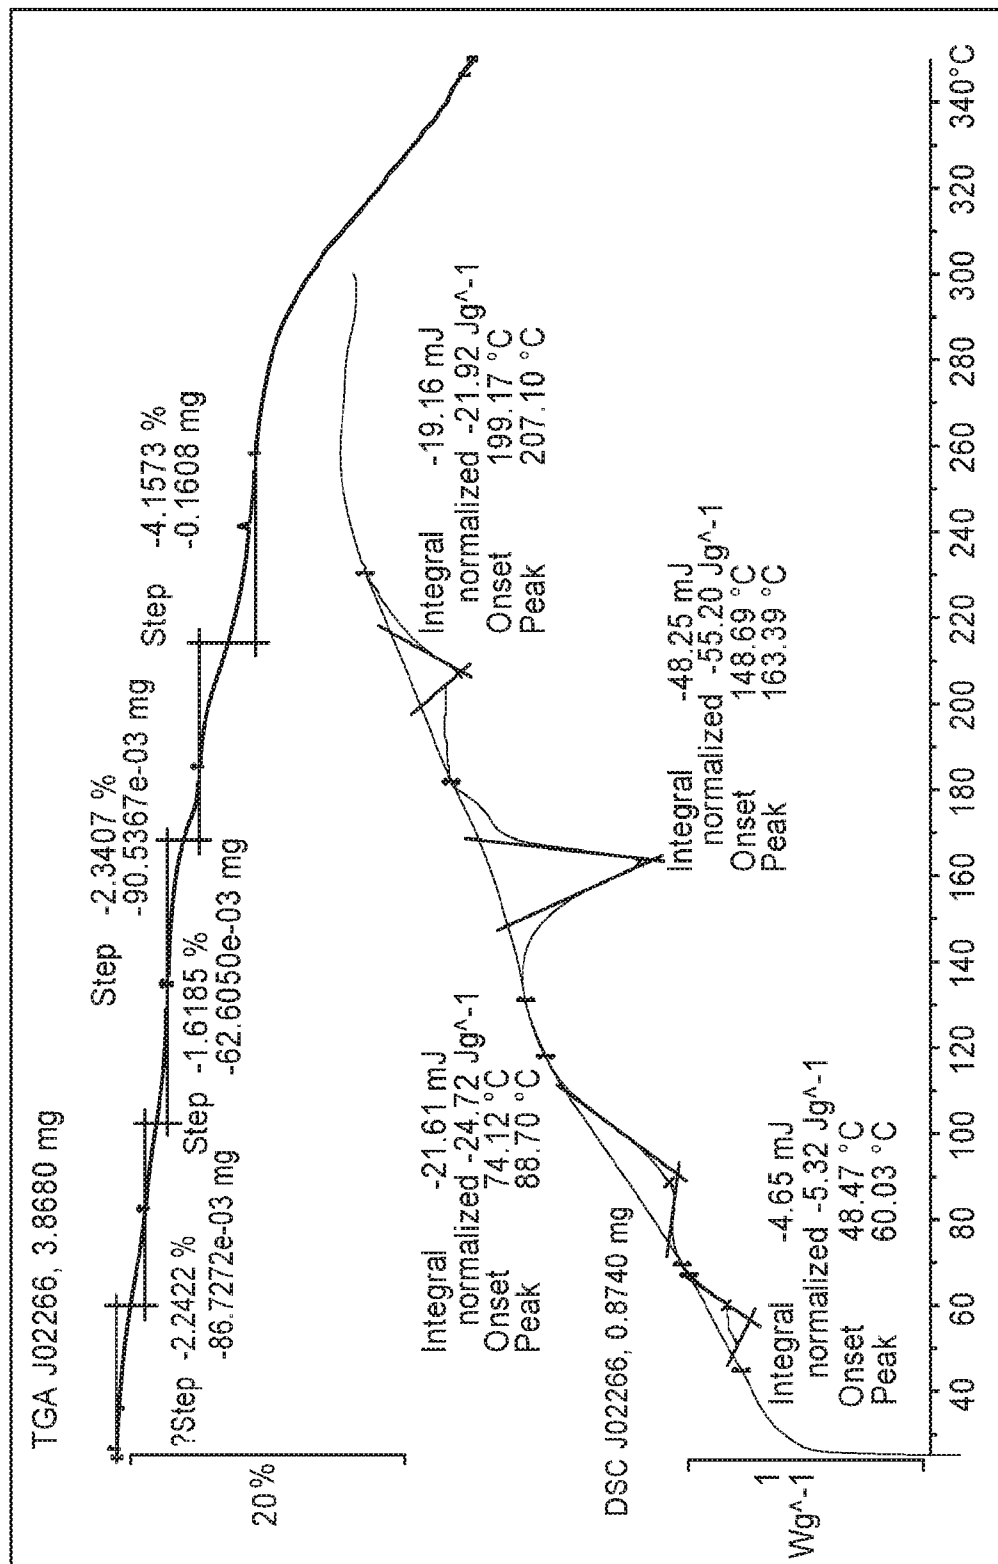 TGA J02266, 3.8680 mg
?Step -2.2422 %
-86.7272e-03 mg
Step -1.6185 %
-62.6050e-03 mg
Step -2.3407 %
-90.5367e-03 mg
Step -4.1573 %
-0.1608 mg
20%
Integral -21.61 mJ
normalized -24.72 Jg^-1
Onset 74.12 °C
Peak 88.70 °C
Integral -19.16 mJ
normalized -21.92 Jg^-1
Onset 199.17 °C
Peak 207.10 °C
DSC J02266, 0.8740 mg
Integral -48.25 mJ
normalized -55.20 Jg^-1
Onset 148.69 °C
Peak 163.39 °C
Integral -4.65 mJ
normalized -5.32 Jg^-1
Onset 48.47 °C
Peak 60.03 °C
1
Wg^-1
40 60 80 100 120 140 160 180 200 220 240 260 280 300 320 340°C